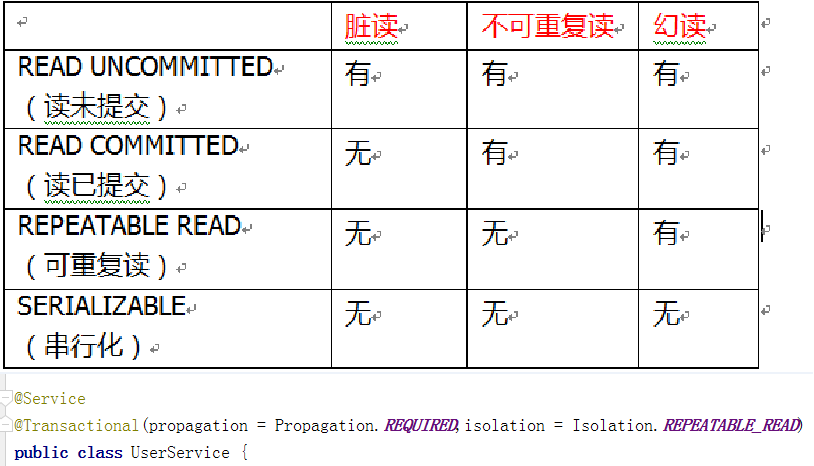 脏读 不可重复读 幻读
READ UNCOMMITTED 有 有 有
（读未提交）
READ COMMITTED 无 有 有
（读已提交）
REPEATABLE READ 无 无 有
（可重复读）
SERIALIZABLE 无 无 无
（串行化）
@Service
@Transactional(propagation = Propagation.REQUIRED,isolation = Isolation.REPEATABLE_READ)
public class UserService {